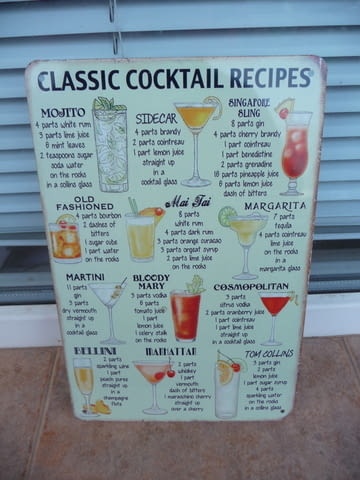 CLASSIC COCKTAIL RECIPES
MOJITO
4 parts white rum
3 parts lime juice
6 mint leaves
2 teaspoons sugar
soda water
on the rocks
in a collins glass
SIDECAR
4 parts brandy
2 parts cointreau
1 part lemon juice
straight up
in a
cocktail glass
SINGAPORE
SLING
8 parts gin
4 parts cherry brandy
1 part cointreau
1 part benedictine
2 parts grenadine
16 parts pineapple juice
6 parts lemon juice
dash of bitters
OLD
FASHIONED
4 parts bourbon
2 dashes of
bitters
1 sugar cube
1 part water
on the rocks
Mai Tai
8 parts
white rum
4 parts dark rum
3 parts orange curacao
3 parts orgeat syrup
2 parts lime juice
on the rocks
MARGARITA
7 parts
tequila
4 parts cointreau
lime juice
on the rocks
in a
margarita glass
MARTINI
11 parts
gin
3 parts
dry vermouth
straight up
in a
cocktail glass
BLOODY
MARY
3 parts vodka
6 parts
tomato juice
1 part
lemon juice
1 celery stalk
on the rocks
COSMOPOLITAN
3 parts
citrus vodka
2 parts cranberry juice
1 part cointreau
1 part lime juice
straight up
in a
cocktail glass
BELLINI
2 parts
sparkling wine
1 part
peach puree
straight up
in a
champagne
flute
MANHATTAN
2 parts
whiskey
1 part
vermouth
dash of bitters
1 maraschino cherry
straight up
over a cherry
TOM COLLINS
3 parts gin
2 parts
lemon juice
1 part sugar syrup
4 parts
sparkling water
on the rocks
in a collins glass